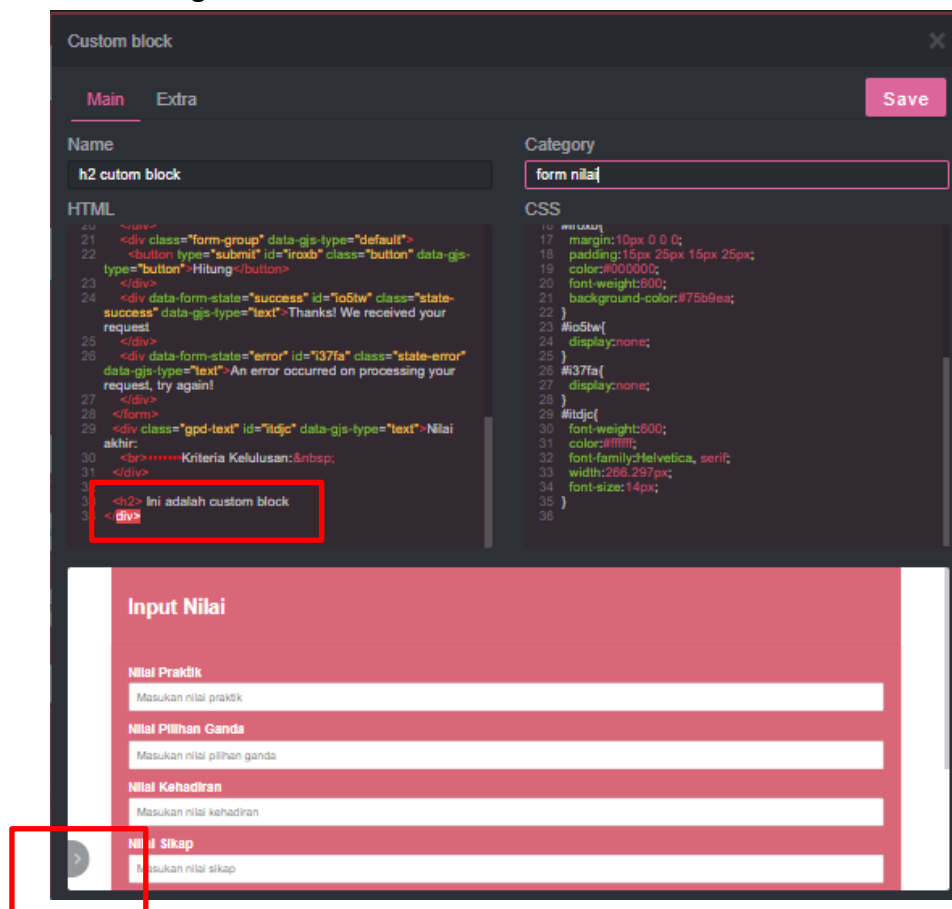 Custom block
Main Extra Save
Name Category
h2 cutom block form nilai
HTML CSS
20 </div>
21 <div class="form-group" data-gjs-type="default">
22 <button type="submit" id="iroxb" class="button" data-gjs-
type="button">Hitung</button>
23 </div>
24 <div data-form-state="success" id="io5tw" class="state-
success" data-gjs-type="text">Thanks! We received your
request
25 </div>
26 <div data-form-state="error" id="i37fa" class="state-error"
data-gjs-type="text">An error occurred on processing your
request, try again!
27 </div>
28 </form>
29 <div class="gpd-text" id="itdjc" data-gjs-type="text">Nilai
akhir:
30 <br>•••••••Kriteria Kelulusan:&nbsp;
31 </div>
32
33 <h2> Ini adalah custom block
34 </div>
16 #iroxb{
17 margin:10px 0 0 0;
18 padding:15px 25px 15px 25px;
19 color:#000000;
20 font-weight:600;
21 background-color:#75b9ea;
22 }
23 #io5tw{
24 display:none;
25 }
26 #i37fa{
27 display:none;
28 }
29 #itdjc{
30 font-weight:800;
31 color:#ffffff;
32 font-family:Helvetica, serif;
33 width:266.297px;
34 font-size:14px;
35 }
36
Input Nilai
Nilai Praktik
Masukan nilai praktik
Nilai Pilihan Ganda
Masukan nilai pilihan ganda
Nilai Kehadiran
Masukan nilai kehadiran
Nilai Sikap
Masukan nilai sikap